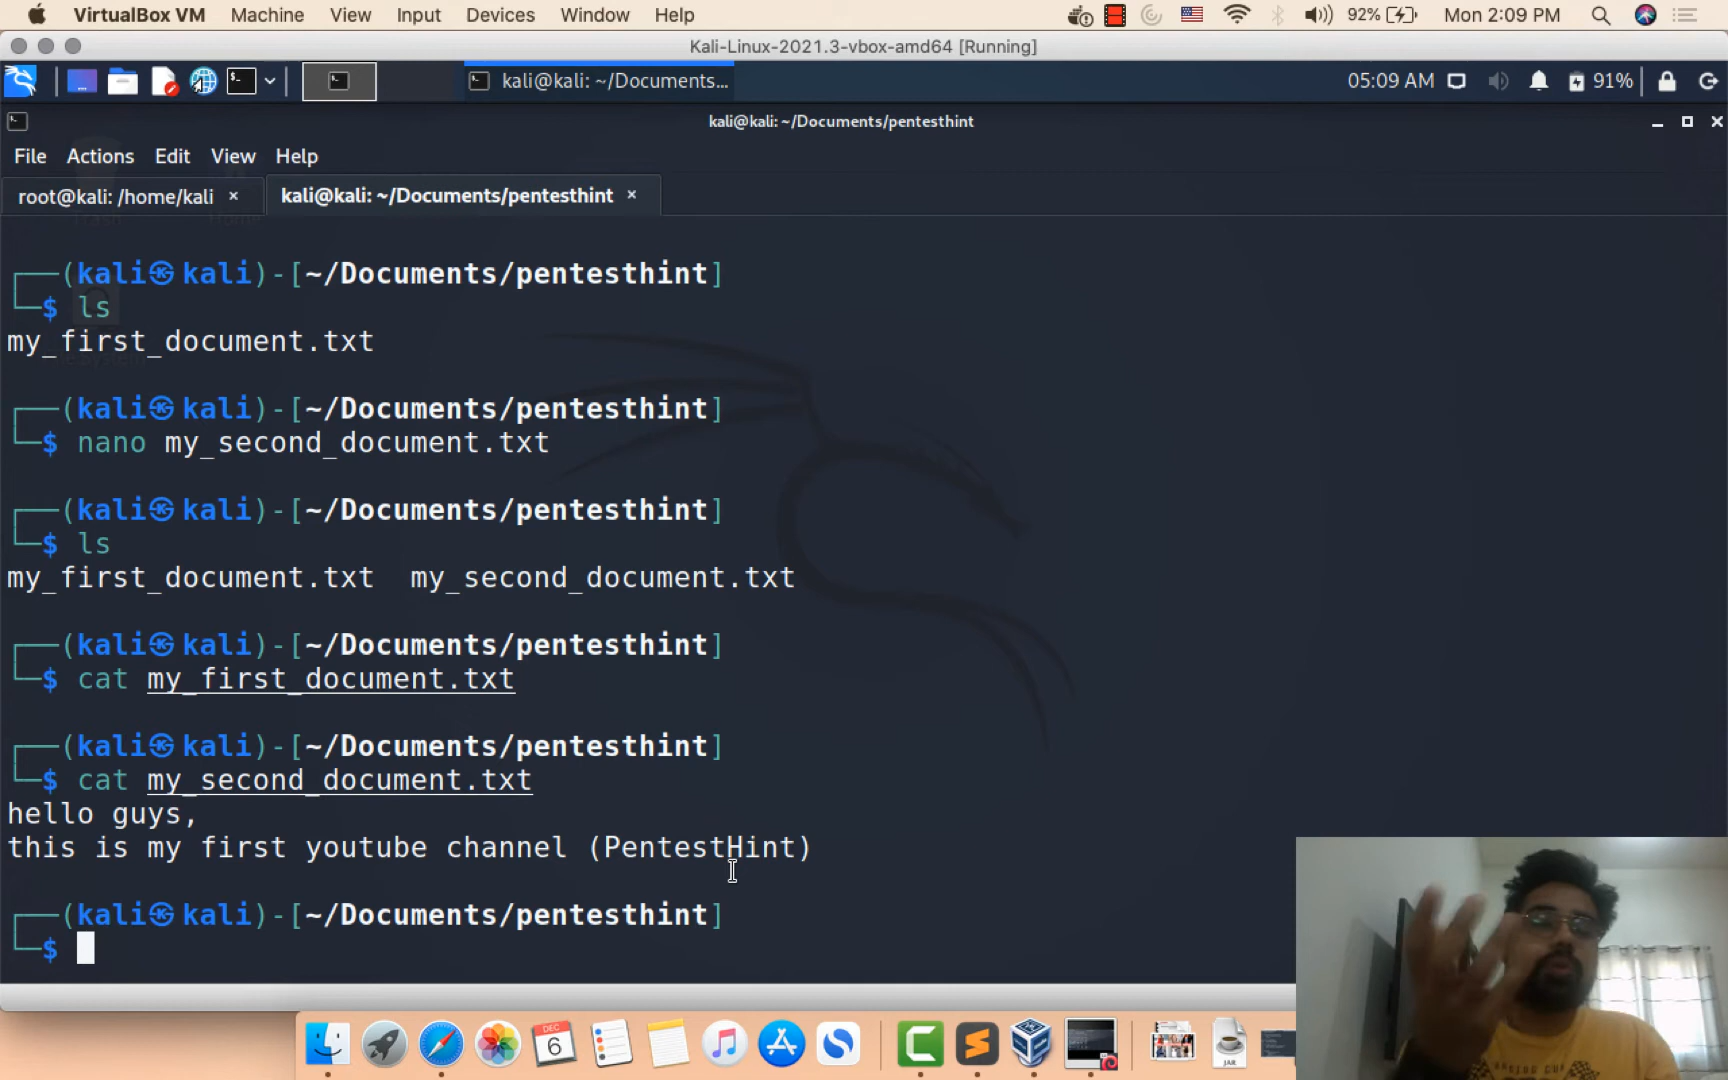 VirtualBox VM Machine View Input Devices Window Help 92% Mon 2:09 PM
Kali-Linux-2021.3-vbox-amd64 [Running]
kali@kali: ~/Documents... 05:09 AM 91%
kali@kali: ~/Documents/pentesthint
File Actions Edit View Help
root@kali: /home/kali × kali@kali: ~/Documents/pentesthint ×
┌──(kali㉿kali)-[~/Documents/pentesthint]
└─$ ls
my_first_document.txt
┌──(kali㉿kali)-[~/Documents/pentesthint]
└─$ nano my_second_document.txt
┌──(kali㉿kali)-[~/Documents/pentesthint]
└─$ ls
my_first_document.txt my_second_document.txt
┌──(kali㉿kali)-[~/Documents/pentesthint]
└─$ cat my_first_document.txt
┌──(kali㉿kali)-[~/Documents/pentesthint]
└─$ cat my_second_document.txt
hello guys,
this is my first youtube channel (PentestHint)
┌──(kali㉿kali)-[~/Documents/pentesthint]
└─$
DEC
6
JAR